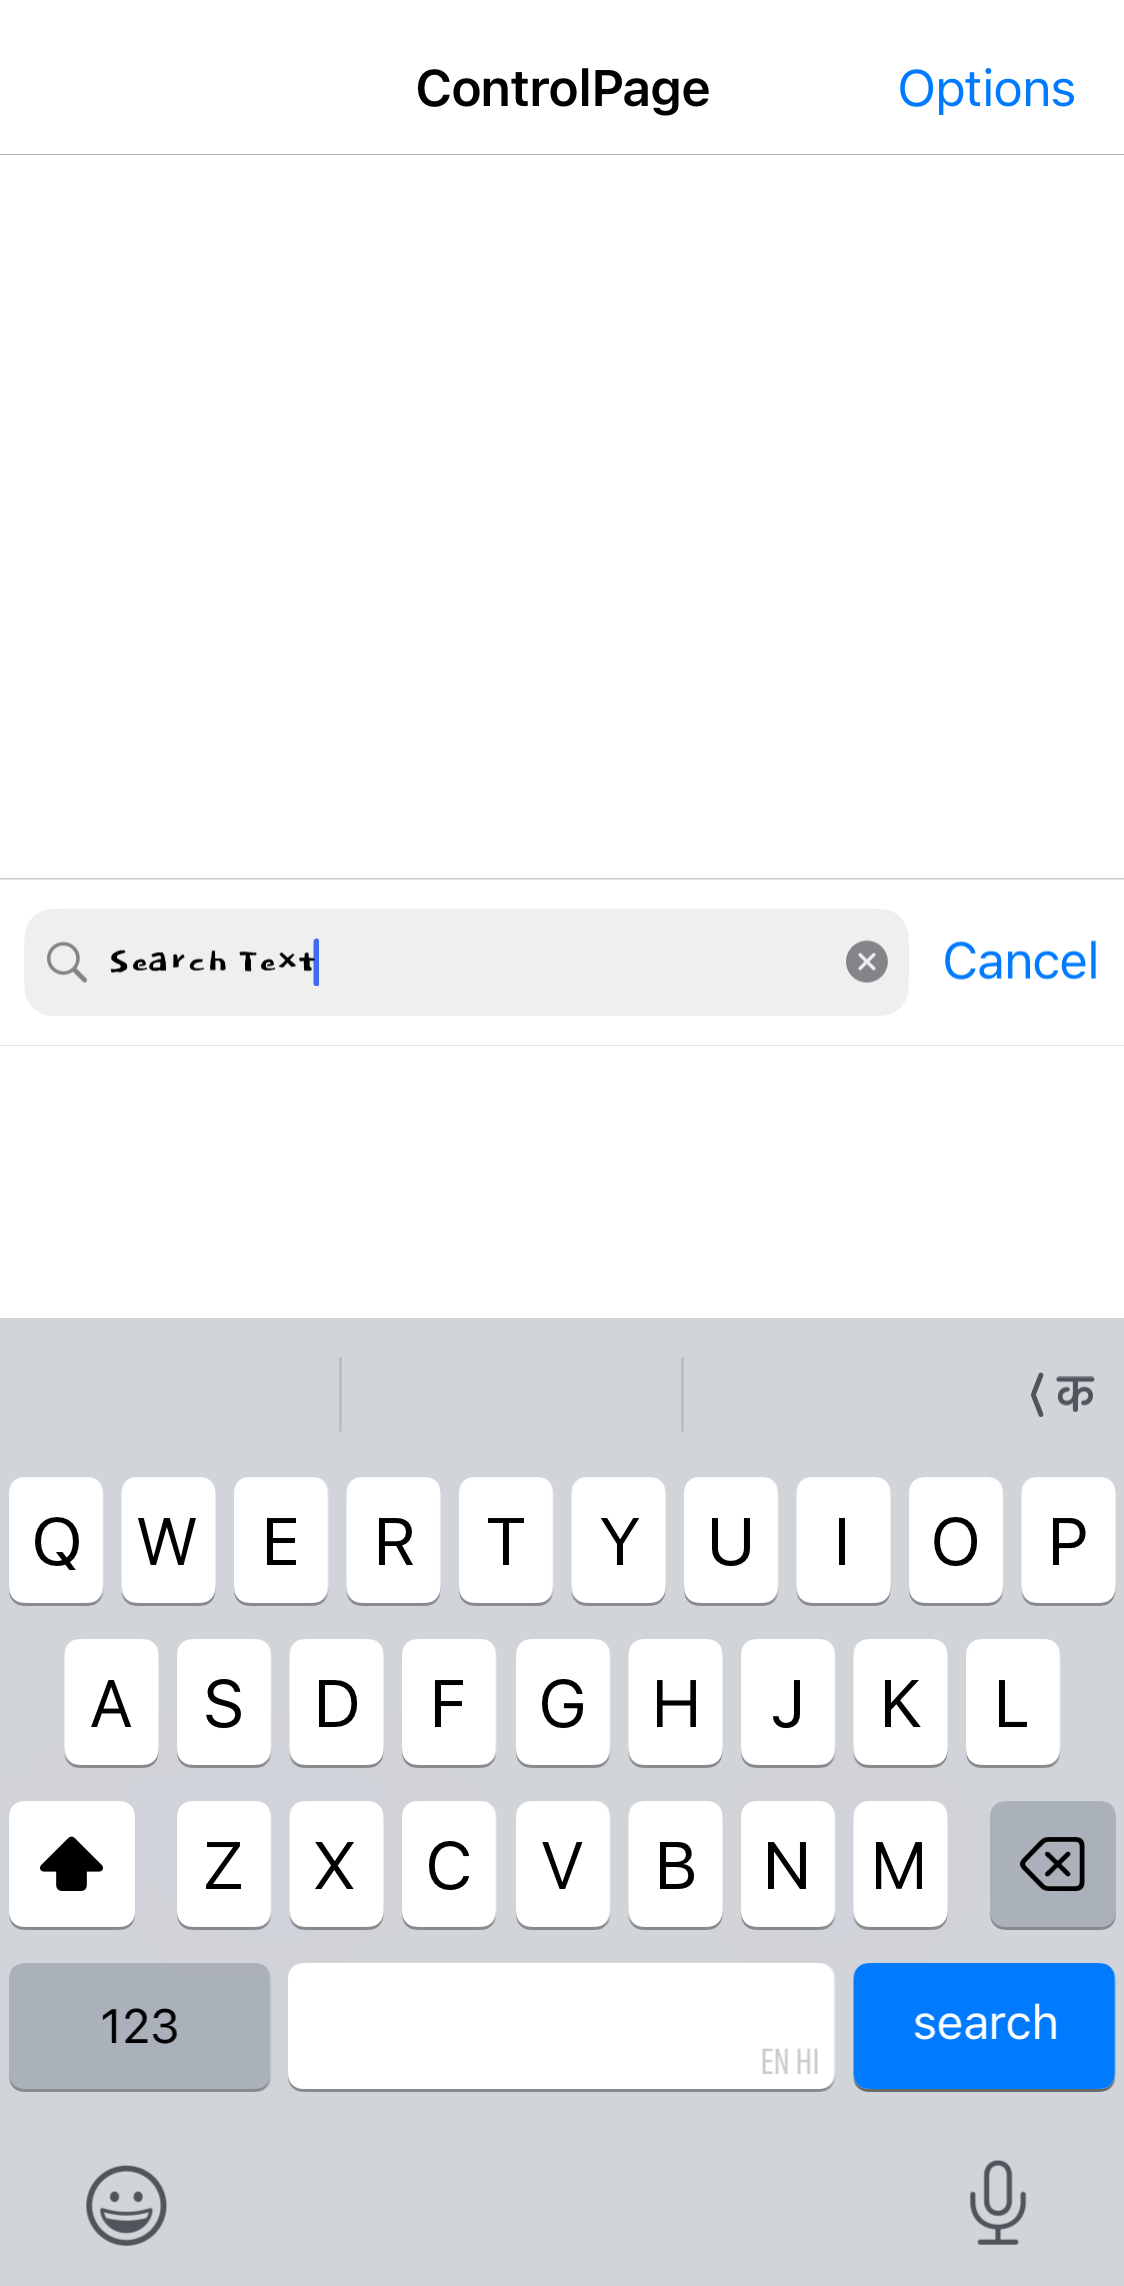 ControlPage Options
Search Text Cancel
क
Q W E R T Y U I O P
A S D F G H J K L
Z X C V B N M
123 EN HI search